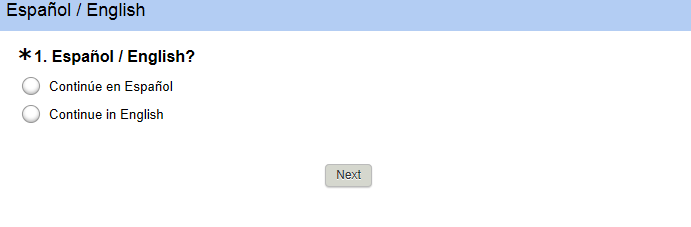 Español / English
*1. Español / English?
Continúe en Español
Continue in English
Next